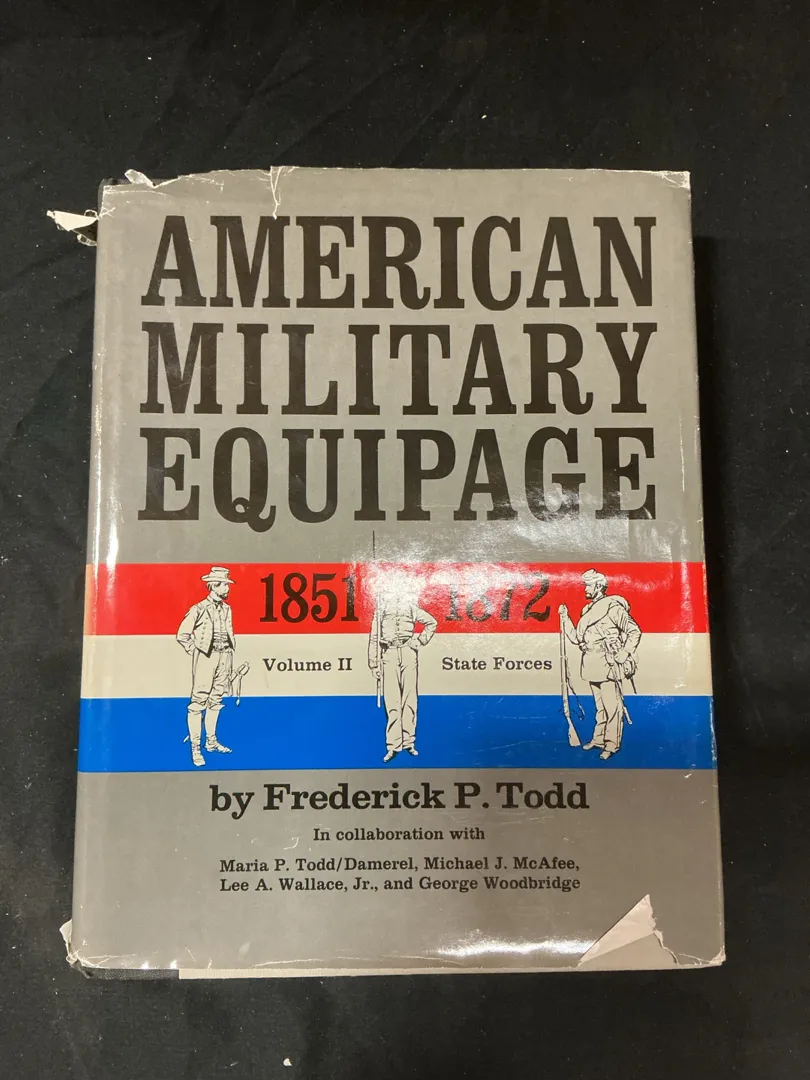 AMERICAN
MILITARY
EQUIPAGE
1851 1872
Volume II State Forces
by Frederick P. Todd
In collaboration with
Maria P. Todd/Damerel, Michael J. McAfee,
Lee A. Wallace, Jr., and George Woodbridge